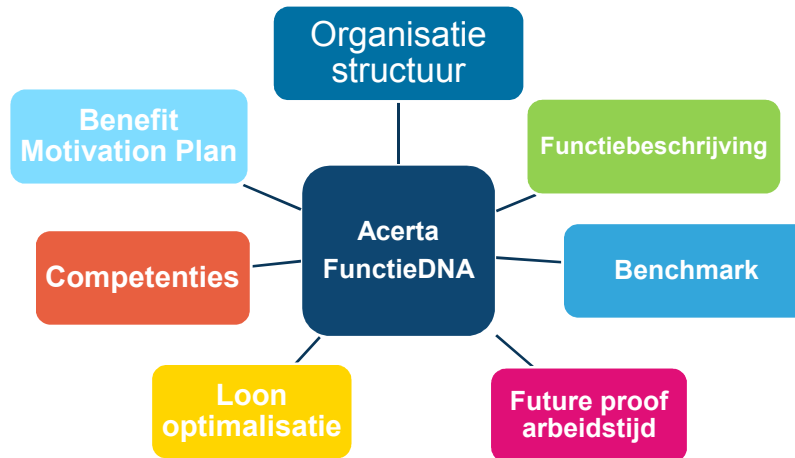 Organisatie
structuur
Benefit
Motivation Plan
Functiebeschrijving
Acerta
FunctieDNA
Competenties
Benchmark
Loon
optimalisatie
Future proof
arbeidstijd